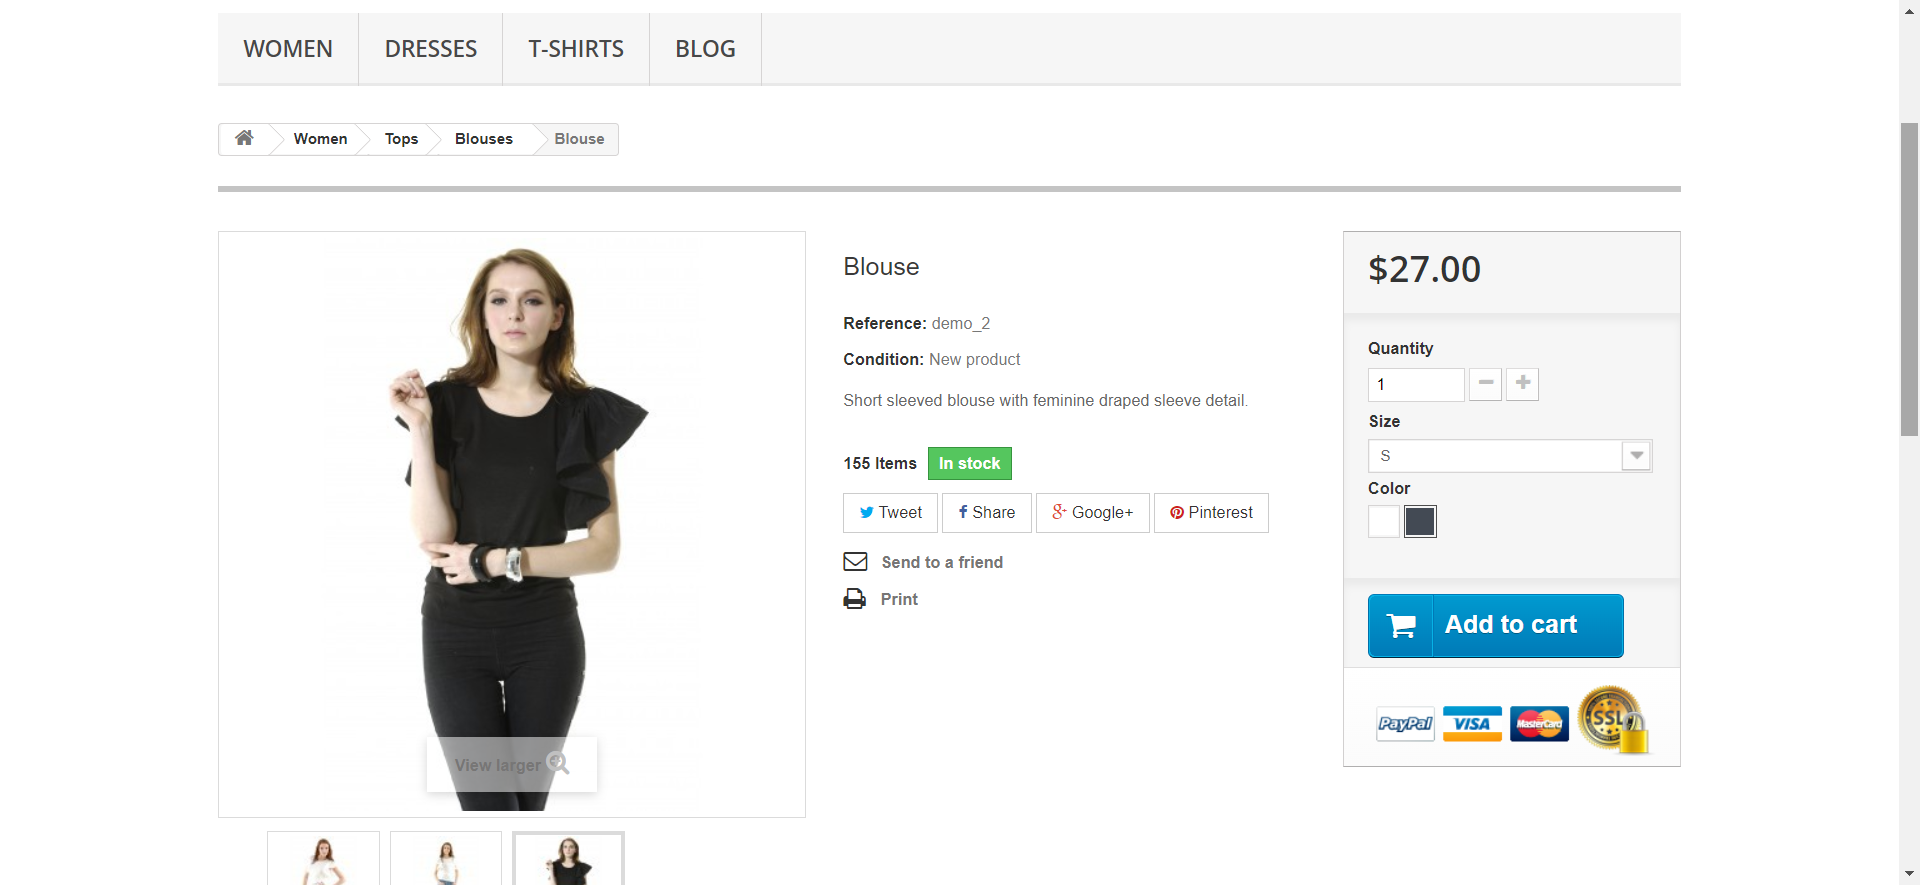 WOMEN DRESSES T-SHIRTS BLOG
Women Tops Blouses Blouse
Blouse
Reference: demo_2
Condition: New product
Short sleeved blouse with feminine draped sleeve detail.
155 Items In stock
Tweet Share Google+ Pinterest
Send to a friend
Print
View larger
$27.00
Quantity
1
Size
S
Color
Add to cart
PayPal VISA MasterCard SSL